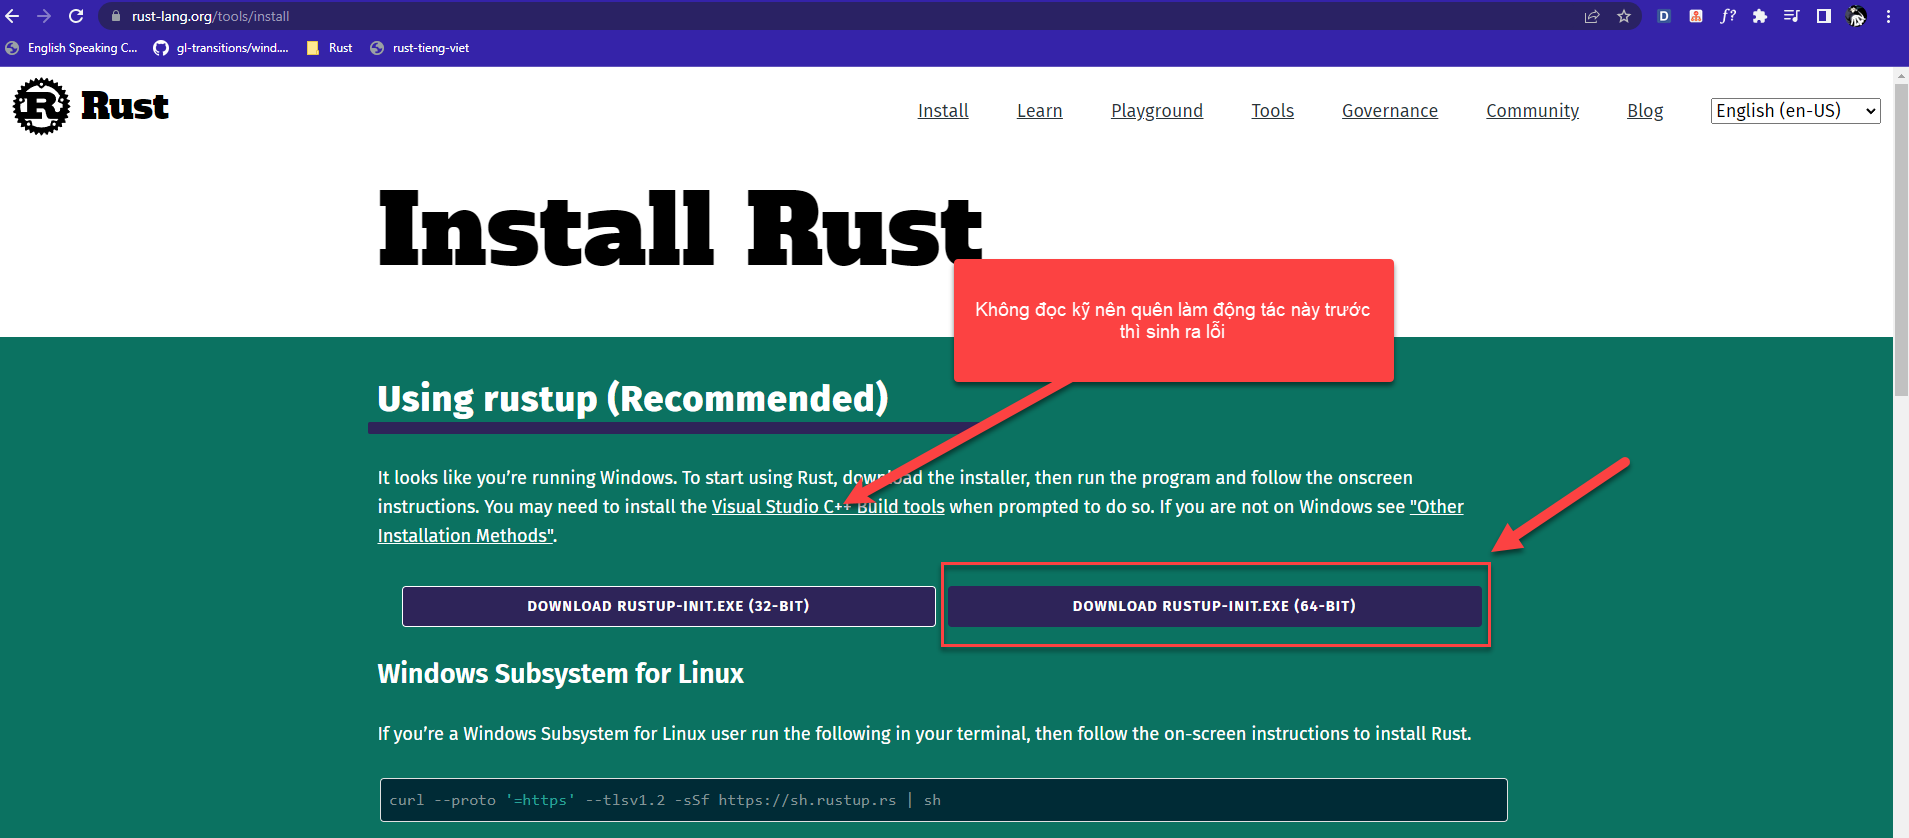 rust-lang.org/tools/install
D
f?
English Speaking C...
gl-transitions/wind....
Rust
rust-tieng-viet
R
Rust
Install
Learn
Playground
Tools
Governance
Community
Blog
English (en-US)
Install Rust
Không đọc kỹ nên quên làm động tác này trước
thì sinh ra lỗi
Using rustup (Recommended)
It looks like you’re running Windows. To start using Rust, download the installer, then run the program and follow the onscreen
instructions. You may need to install the Visual Studio C++ Build tools when prompted to do so. If you are not on Windows see "Other
Installation Methods".
DOWNLOAD RUSTUP-INIT.EXE (32-BIT)
DOWNLOAD RUSTUP-INIT.EXE (64-BIT)
Windows Subsystem for Linux
If you’re a Windows Subsystem for Linux user run the following in your terminal, then follow the on-screen instructions to install Rust.
curl --proto '=https' --tlsv1.2 -sSf https://sh.rustup.rs | sh